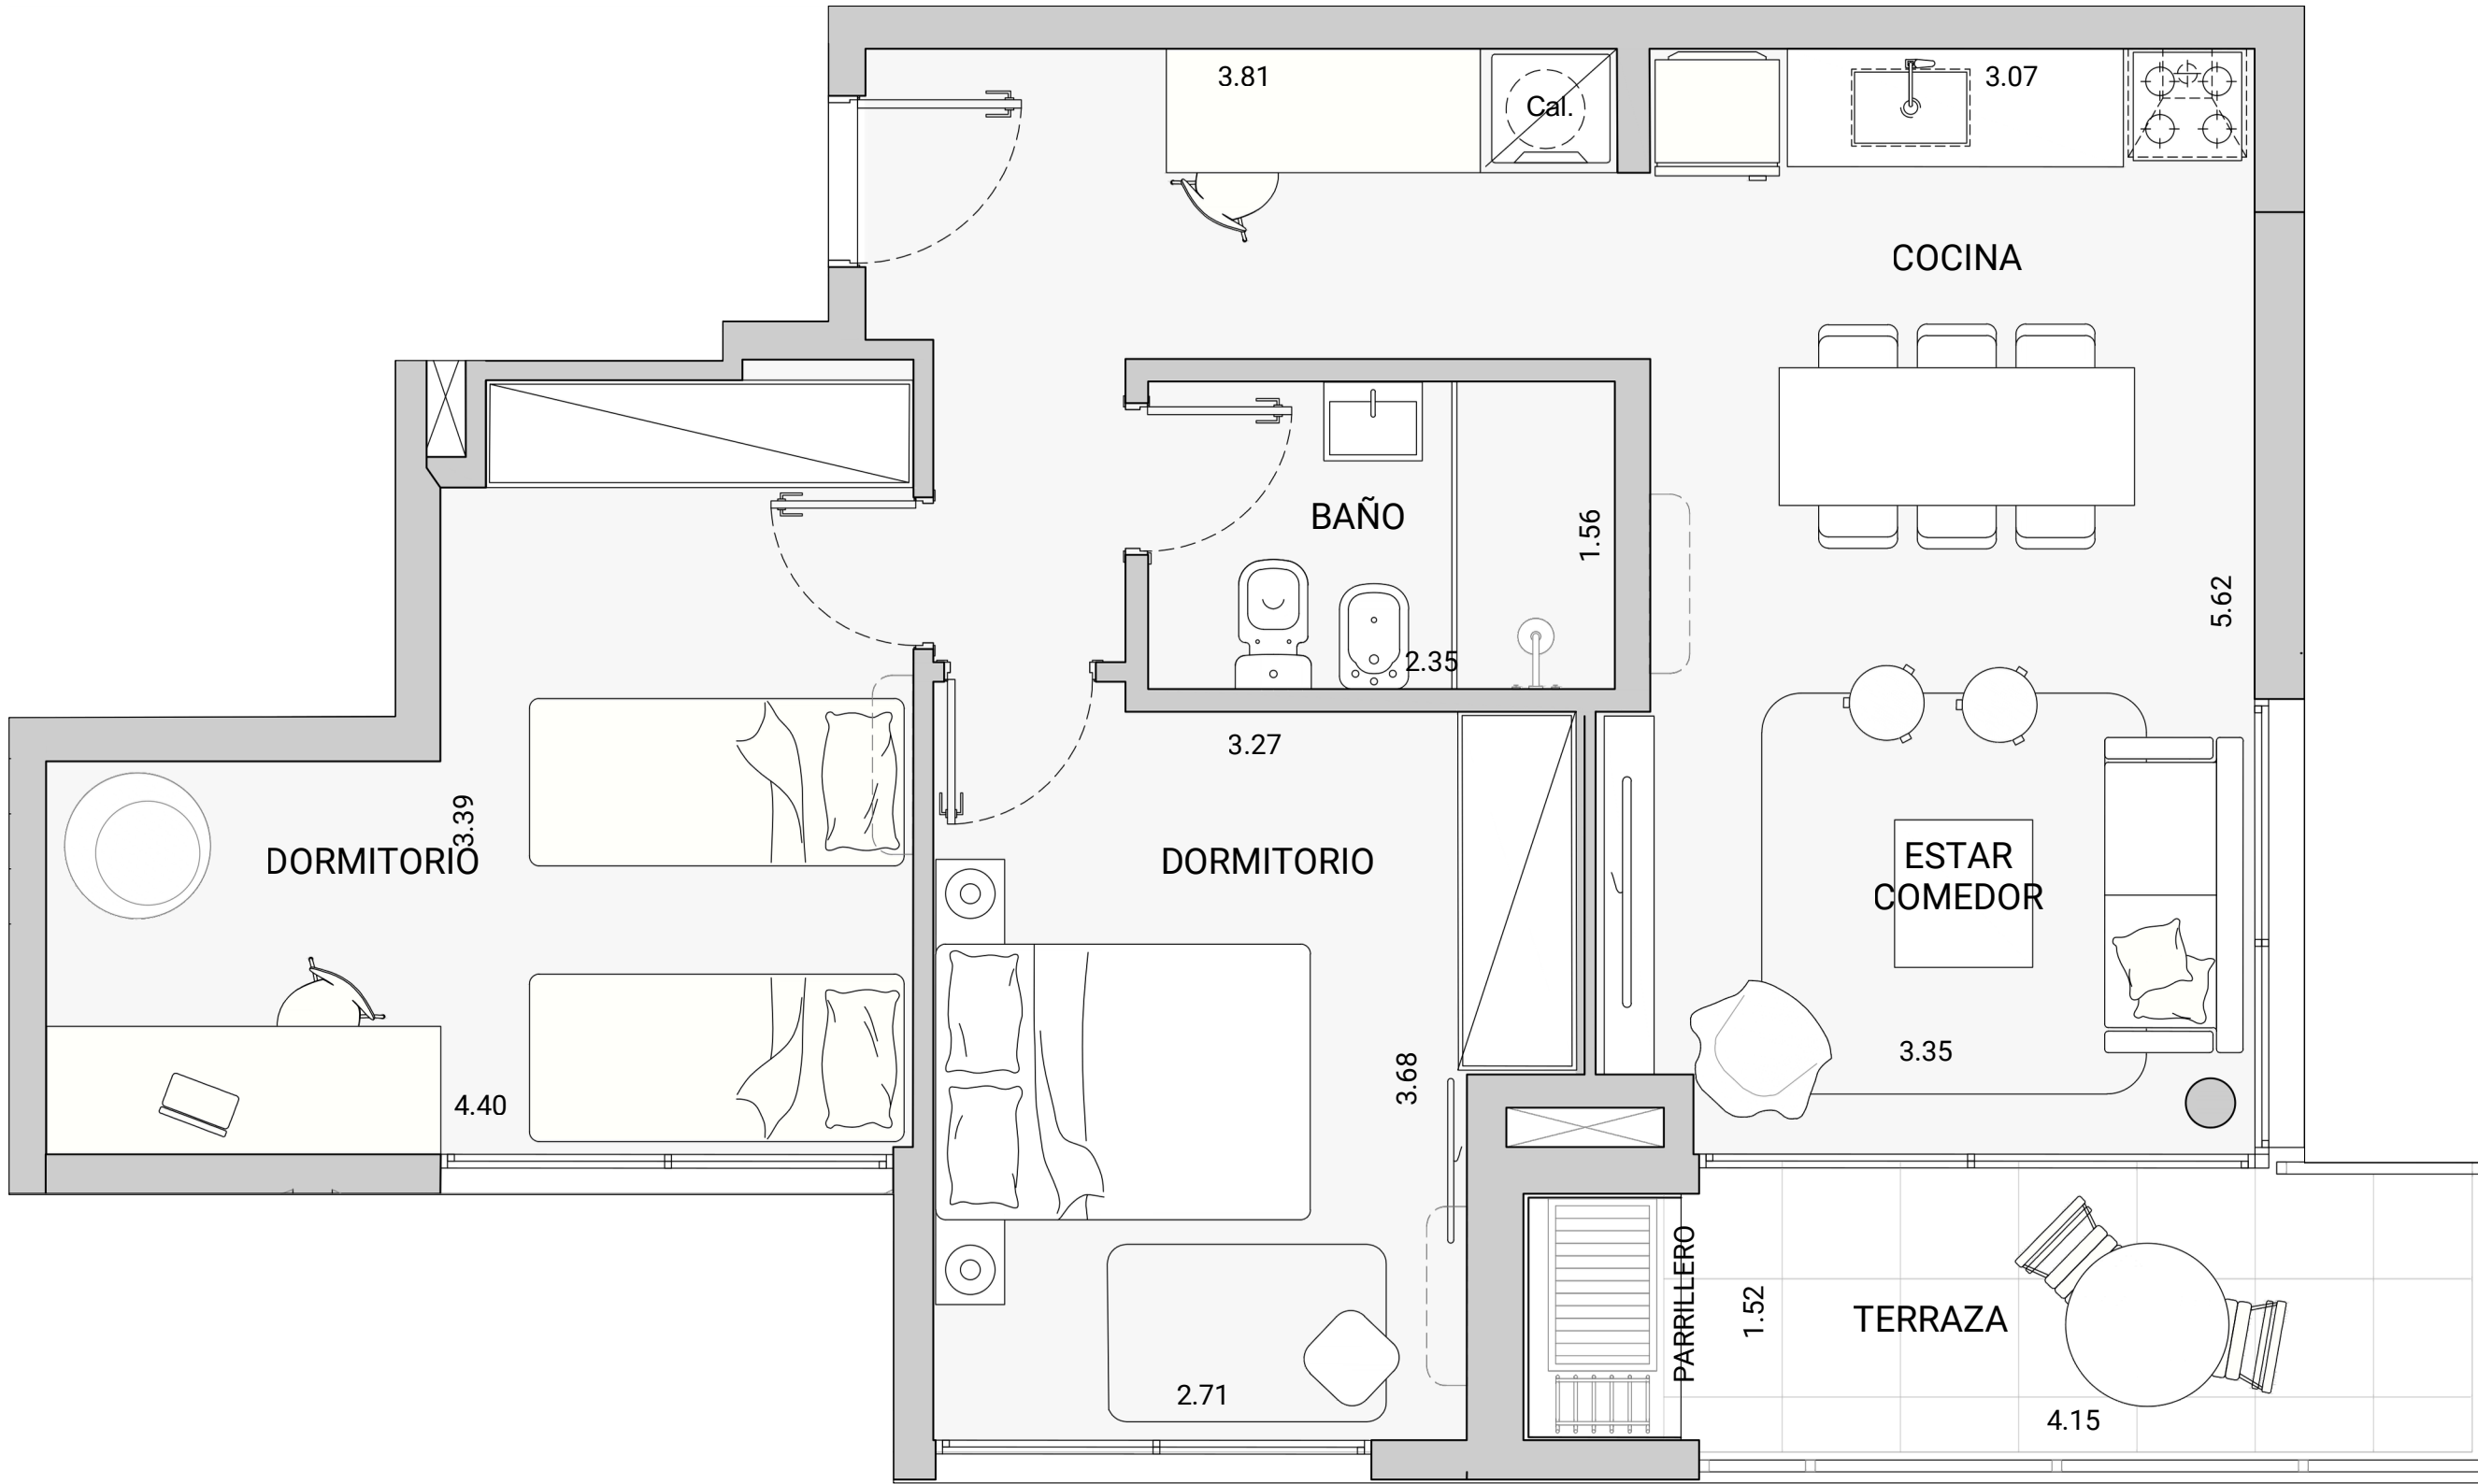 3.81
Cal.
3.07
COCINA
BAÑO
1.56
2.35
5.62
3.27
3.39
DORMITORIO
DORMITORIO
ESTAR
COMEDOR
3.35
3.68
4.40
PARRILLERO
1.52
TERRAZA
2.71
4.15